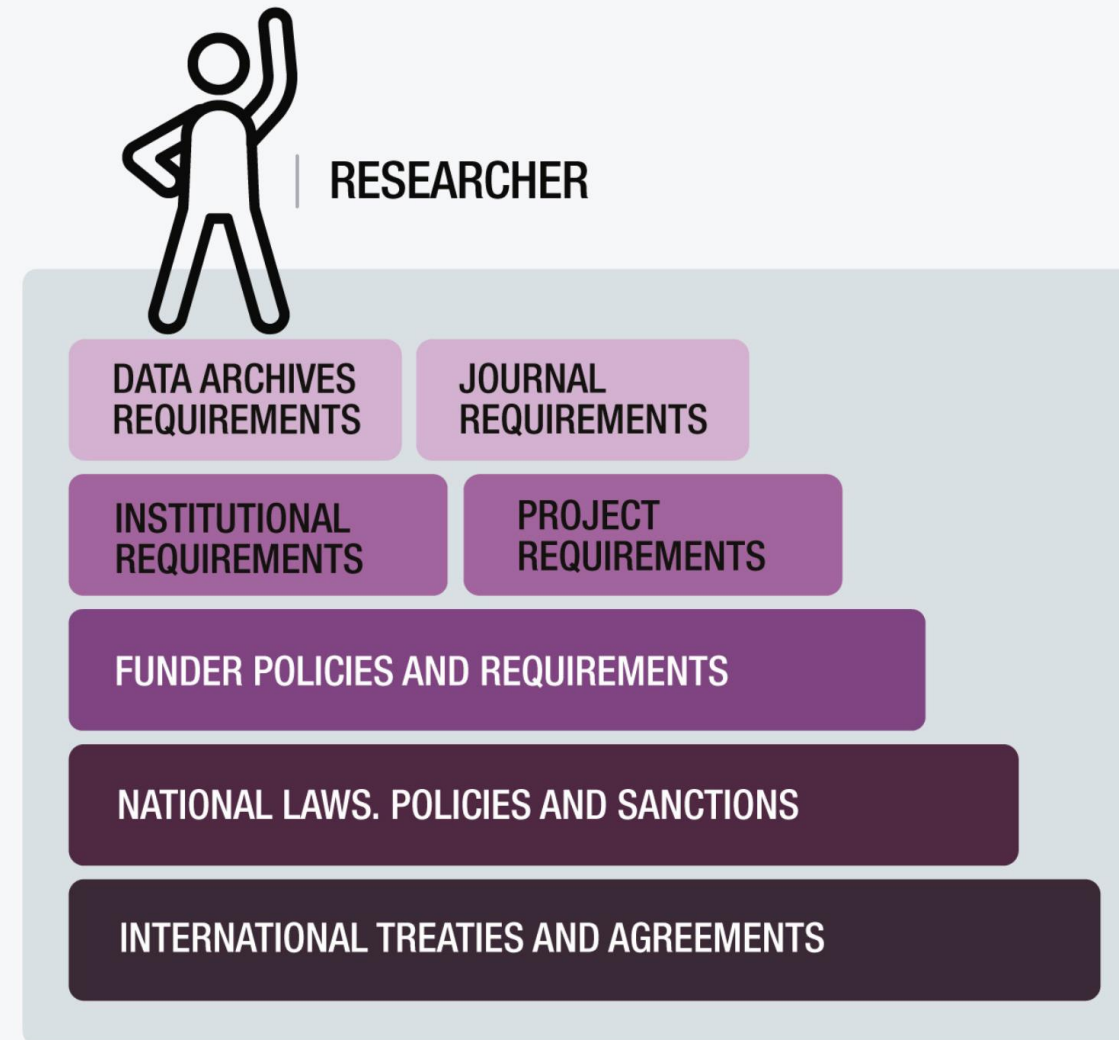 RESEARCHER
DATA ARCHIVES
REQUIREMENTS
JOURNAL
REQUIREMENTS
INSTITUTIONAL
REQUIREMENTS
PROJECT
REQUIREMENTS
FUNDER POLICIES AND REQUIREMENTS
NATIONAL LAWS. POLICIES AND SANCTIONS
INTERNATIONAL TREATIES AND AGREEMENTS